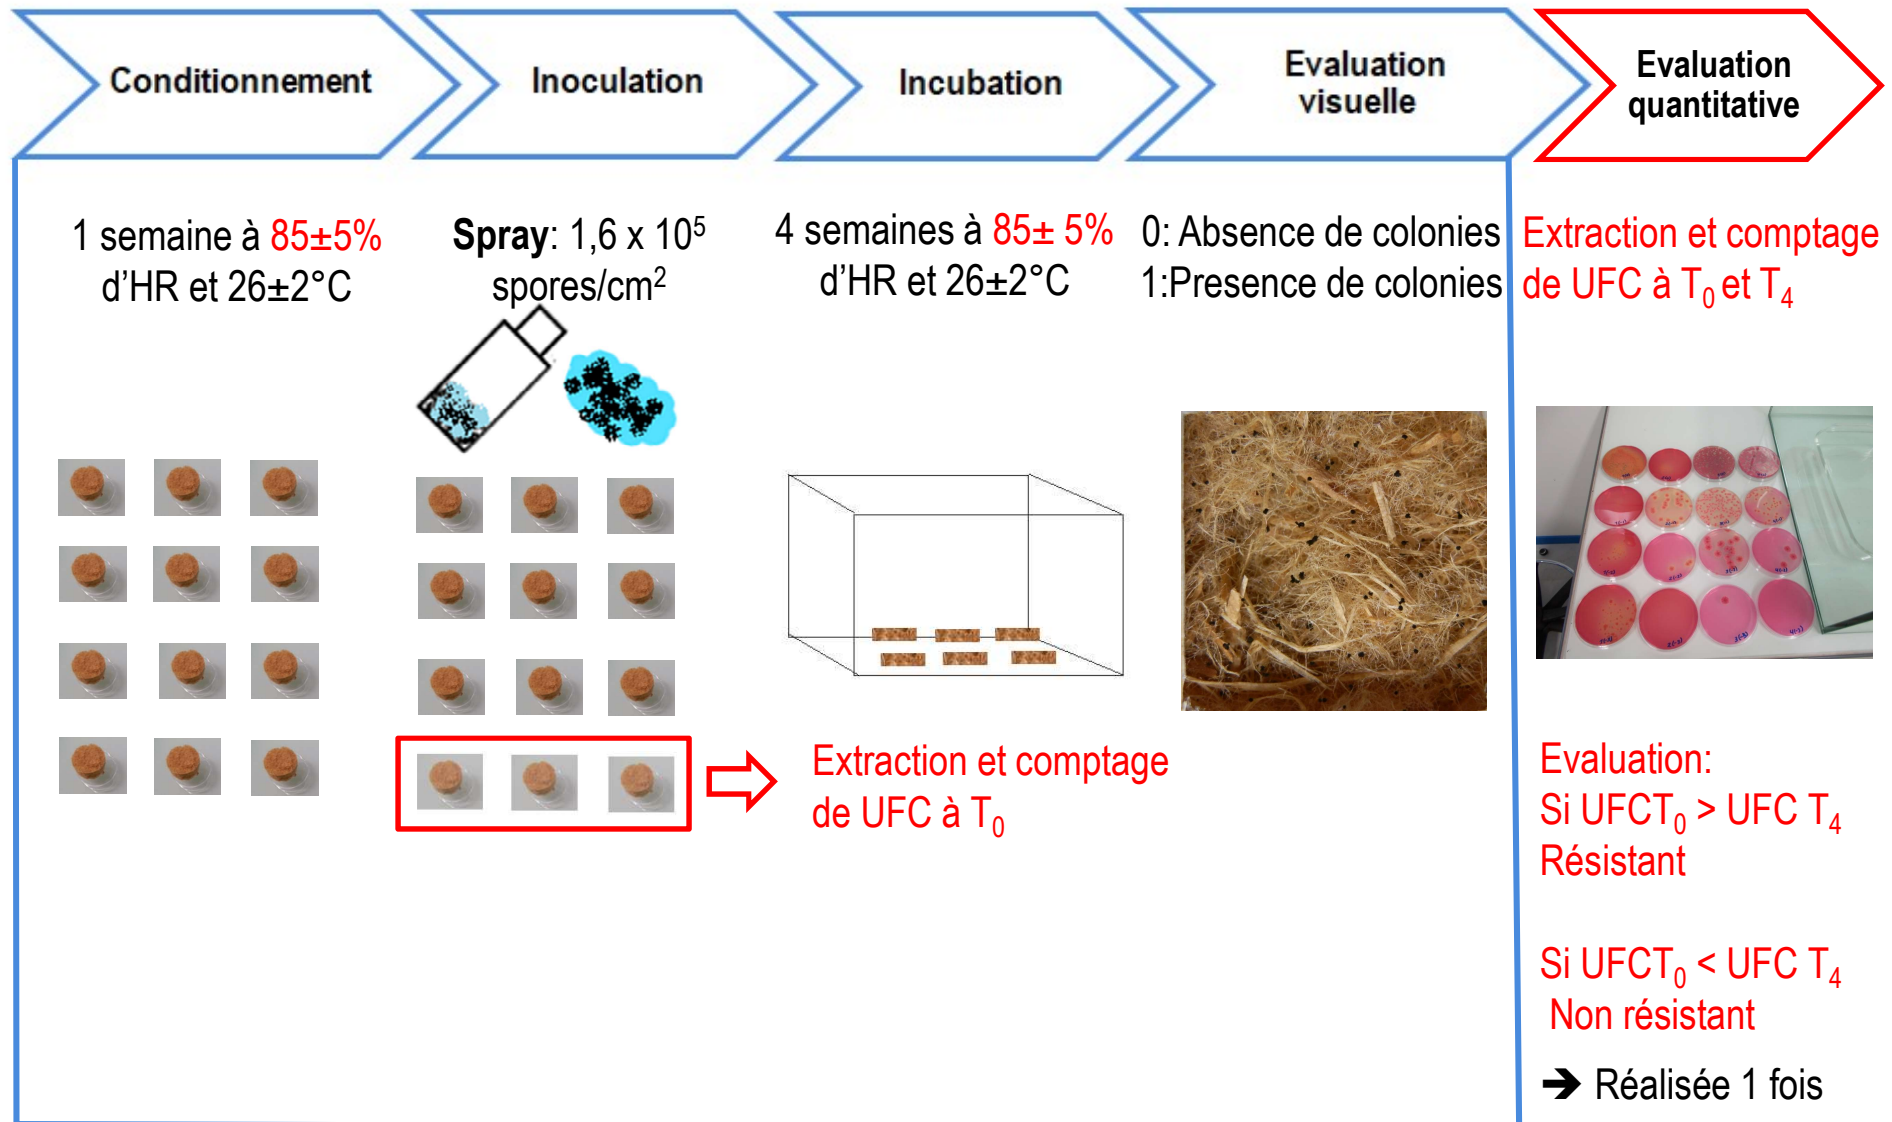 Conditionnement
Inoculation
Incubation
Evaluation
visuelle
Evaluation
quantitative
1 semaine à 85±5%
d’HR et 26±2°C
Spray: 1,6 x 10⁵
spores/cm²
4 semaines à 85± 5%
d’HR et 26±2°C
0: Absence de colonies
1:Presence de colonies
Extraction et comptage
de UFC à T₀ et T₄
Extraction et comptage
de UFC à T₀
Evaluation:
Si UFCT₀ > UFC T₄
Résistant
Si UFCT₀ < UFC T₄
Non résistant
➔ Réalisée 1 fois